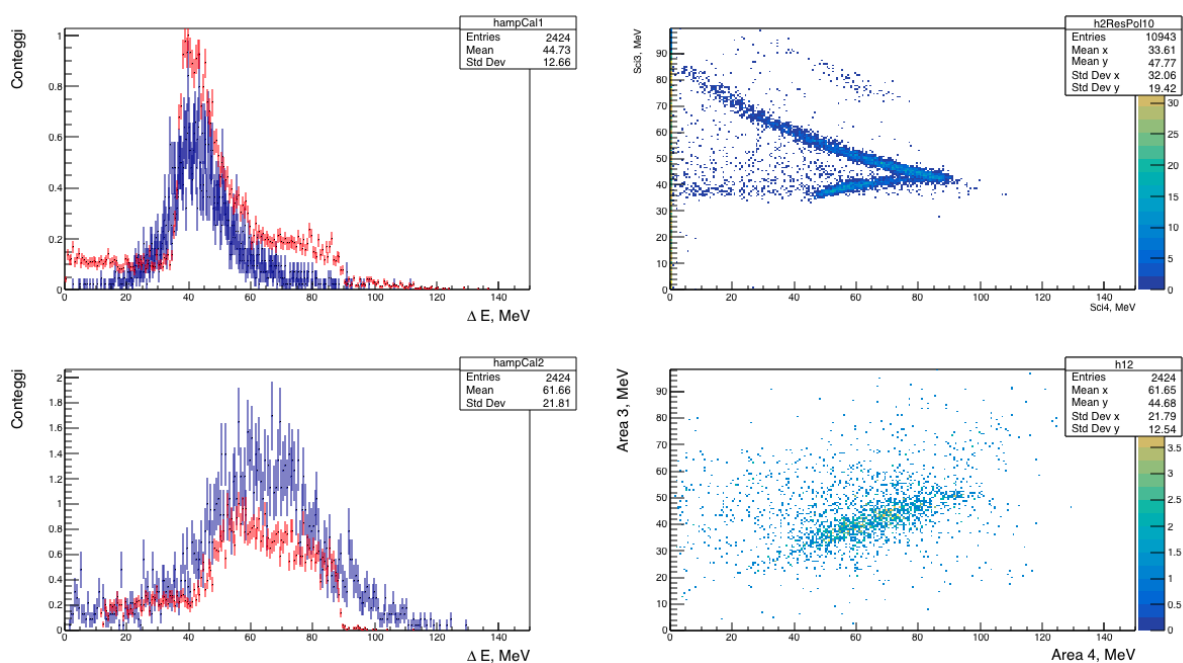 hampCal1
Entries 2424
Mean 44.73
Std Dev 12.66
Conteggi
1
0.8
0.6
0.4
0.2
0
0 20 40 60 80 100 120 140
Δ E, MeV
h2ResPol10
Entries 10943
Mean x 33.61
Mean y 47.77
Std Dev x 32.06
Std Dev y 19.42
Sci3, MeV
90
80
70
60
50
40
30
20
10
0
0 20 40 60 80 100 120 140
Sci4, MeV
30
25
20
15
10
5
0
hampCal2
Entries 2424
Mean 61.66
Std Dev 21.81
Conteggi
2
1.8
1.6
1.4
1.2
1
0.8
0.6
0.4
0.2
0
0 20 40 60 80 100 120 140
Δ E, MeV
h12
Entries 2424
Mean x 61.65
Mean y 44.68
Std Dev x 21.79
Std Dev y 12.54
Area 3, MeV
90
80
70
60
50
40
30
20
10
0
0 20 40 60 80 100 120 140
Area 4, MeV
3.5
3
2.5
2
1.5
1
0.5
0